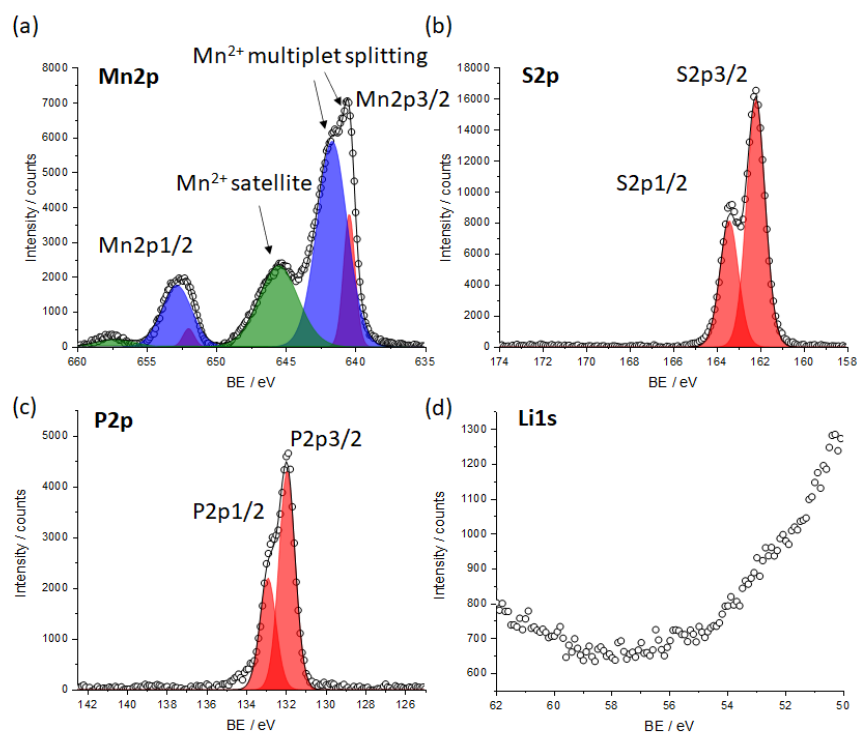 (a)
Mn2p
Mn2+ multiplet splitting
Mn2p3/2
Mn2+ satellite
Mn2p1/2
Intensity / counts
8000
7000
6000
5000
4000
3000
2000
1000
0
660
655
650
645
640
635
BE / eV
(b)
S2p
S2p3/2
S2p1/2
Intensity / counts
18000
16000
14000
12000
10000
8000
6000
4000
2000
0
174
172
170
168
166
164
162
160
158
BE / eV
(c)
P2p
P2p3/2
P2p1/2
Intensity / counts
5000
4000
3000
2000
1000
0
142
140
138
136
134
132
130
128
126
BE / eV
(d)
Li1s
Intensity / counts
1300
1200
1100
1000
900
800
700
600
62
60
58
56
54
52
50
BE / eV